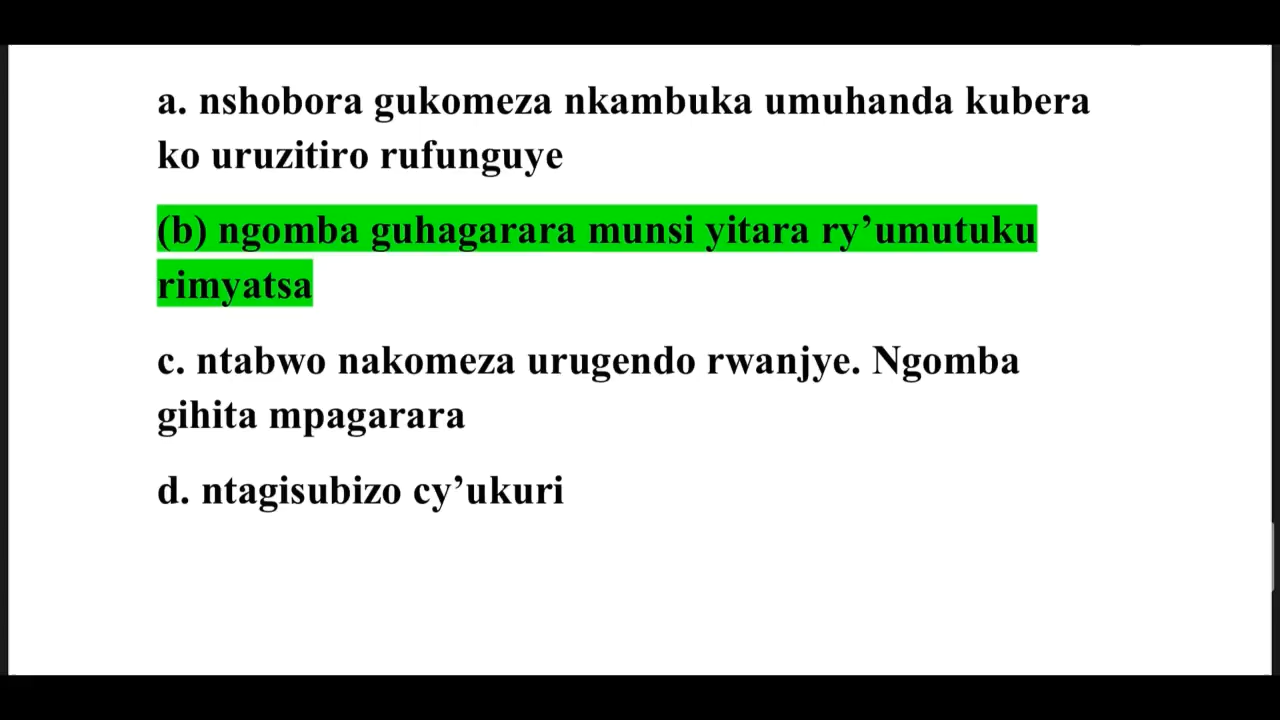 a. nshobora gukomeza nkambuka umuhanda kubera
ko uruzitiro rufunguye
(b) ngomba guhagarara munsi yitara ry’umutuku
rimyatsa
c. ntabwo nakomeza urugendo rwanjye. Ngomba
gihita mpagarara
d. ntagisubizo cy’ukuri